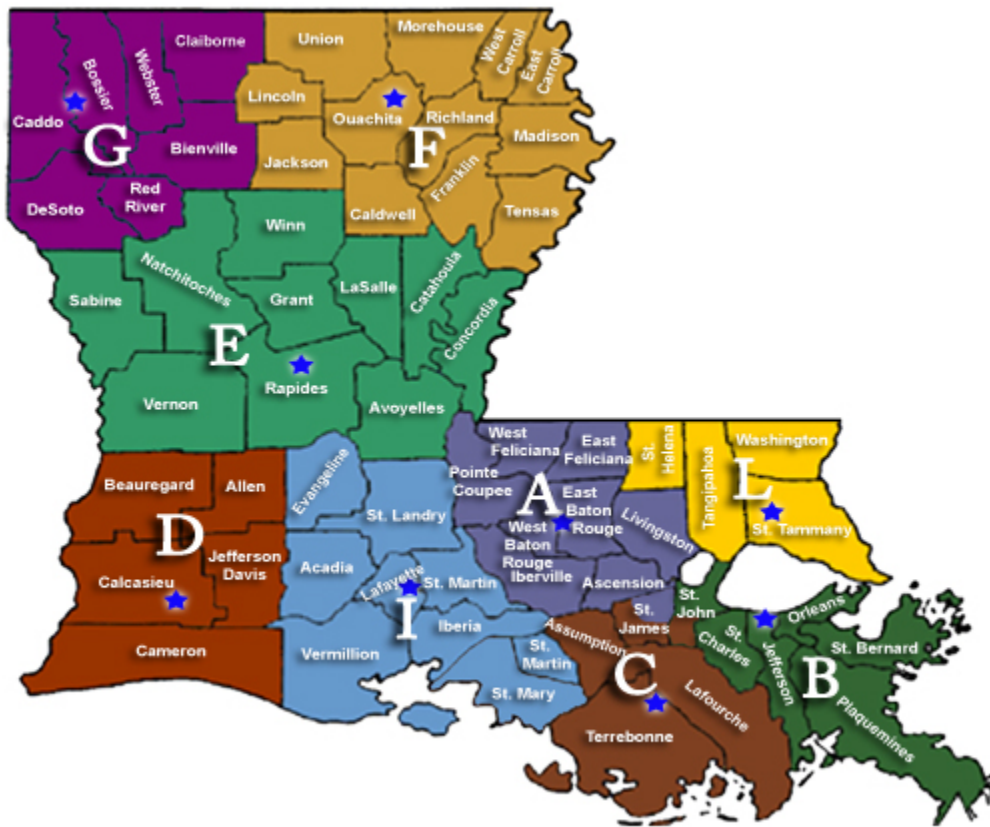 Claiborne
Union
Morehouse
West
Carroll
East
Carroll
Bossier
Webster
Caddo
Lincoln
Ouachita
Richland
Madison
G
F
Bienville
Jackson
Franklin
DeSoto
Red
River
Caldwell
Tensas
Winn
Natchitoches
Sabine
Grant
LaSalle
Catahoula
Concordia
E
Rapides
Vernon
Avoyelles
West
Feliciana
East
Feliciana
St.
Helena
Tangipahoa
Washington
Beauregard
Allen
Evangeline
Pointe
Coupee
A
East
Baton
Rouge
L
St. Landry
D
Livingston
St. Tammany
West
Baton
Rouge
Jefferson
Davis
Acadia
Calcasieu
Lafayette
St. Martin
Iberville
Ascension
St.
John
Orleans
I
Iberia
St.
James
Assumption
St.
Charles
Jefferson
St. Bernard
Cameron
Vermillion
St.
Martin
C
B
St. Mary
Lafourche
Plaquemines
Terrebonne